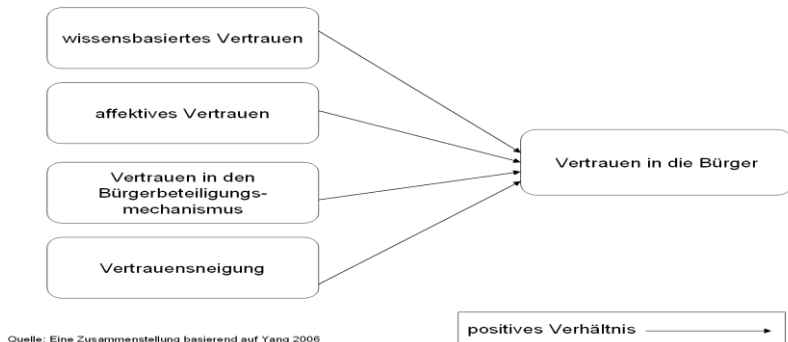 wissensbasiertes Vertrauen
affektives Vertrauen
Vertrauen in den
Bürgerbeteiligungs-
mechanismus
Vertrauensneigung
Vertrauen in die Bürger
positives Verhältnis
Quelle: Eine Zusammenstellung basierend auf Yang 2006